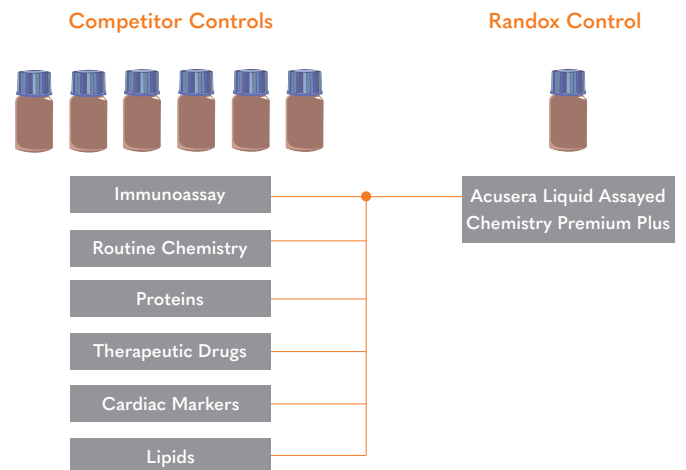 Competitor Controls
Randox Control
Immunoassay
Routine Chemistry
Proteins
Therapeutic Drugs
Cardiac Markers
Lipids
Acusera Liquid Assayed
Chemistry Premium Plus